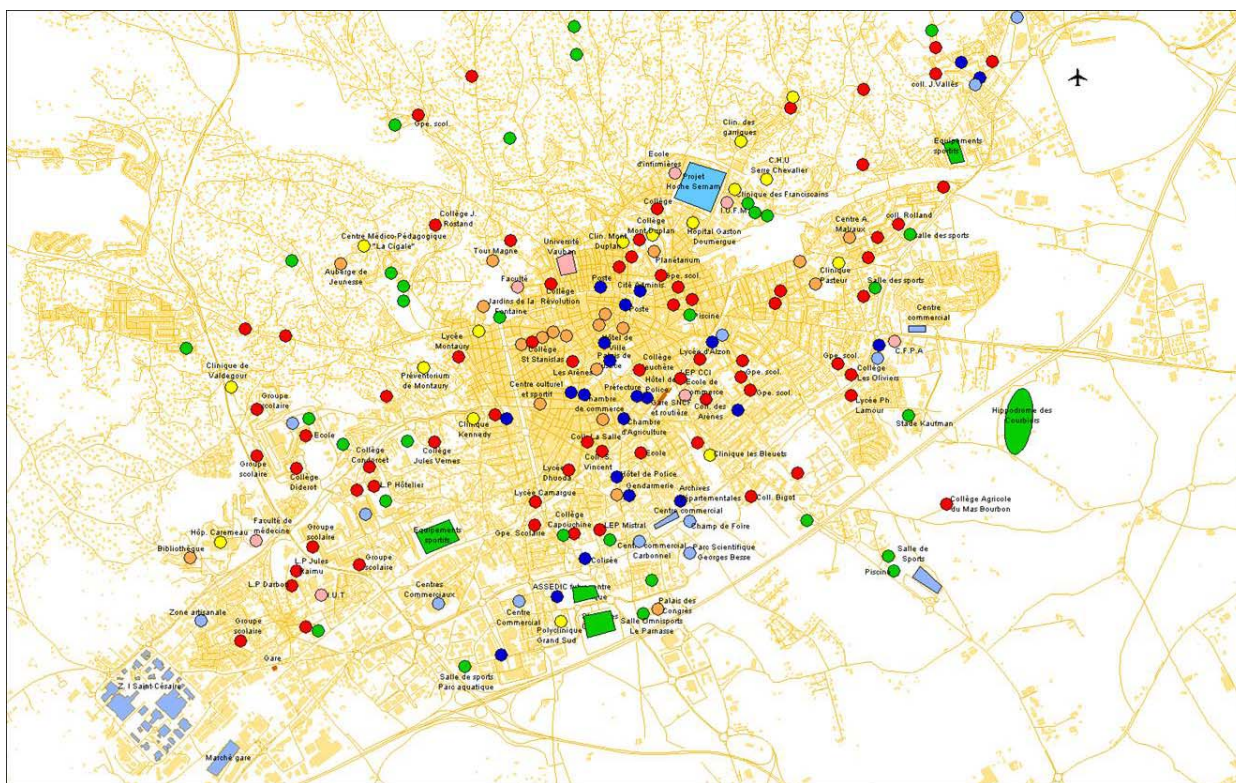 coll. J.Vallès
Gpe. scol.
Clin. des
garrigues
Equipements
sportifs
Ecole
d'infirmières
C.H.U
Serre Chevalier
Projet
Hoche Sernam
Clinique des Franciscains
I.U.F.M
Collège J.
Rostand
Collège
Collège
Mont Duplan
Clin. Mont
Duplan
Hôpital Gaston
Doumergue
Centre A.
Malraux
coll. Rolland
Salle des sports
Centre Médico-Pédagogique
"La Cigale"
Tour Magne
Université
Vauban
Planétarium
Auberge de
Jeunesse
Clinique
Pasteur
Faculté
Poste
Cité Adminis.
Gpe. scol.
Salle des sports
Collège
Révolution
Jardins de la
Fontaine
Poste
Piscine
Centre
commercial
Lycée
Montaury
Hôtel de
Ville
Collège
St Stanislas
Palais de
Lycée d'Alzon
C.F.P.A
Les Arènes
Collège
Gpe. scol.
Collège
Les Oliviers
Clinique de
Valdegour
Préventorium
de Montaury
LEP CCI
Ecole de
Commerce
Gpe. scol.
Centre culturel
et sportif
Préfecture
Hôtel de
Police
Gpe. scol.
Lycée Ph.
Lamour
Groupe
scolaire
Chambre
de commerce
Gare SNCF
et routière
Coll. des
Arènes
Hippodrome des
Courbiers
Stade Kaufman
Clinique
Kennedy
Chambre
d'Agriculture
Ecole
Coll. La Salle
Collège
Jules Vernes
Collège
Condorcet
Coll. S.
Vincent
Ecole
Clinique les Bleuets
Groupe
scolaire
Collège
Diderot
Lycée
Dhuoda
Hôtel de Police
L.P Hôtelier
Gendarmerie
Archives
Départementales
Coll. Bigot
Collège Agricole
du Mas Bourbon
Lycée Camargue
Centre commercial
Collège
Capouchine
Champ de Foire
Equipements
sportifs
Gpe. Scolaire
LEP Mistral
Hôp. Caremeau
Faculté de
médecine
Groupe
scolaire
Centre commercial
Carbonnel
Parc Scientifique
Georges Besse
Bibliothèque
Colisée
Salle de
Sports
L.P Jules
Raimu
Groupe
scolaire
Piscine
L.P Darbon
I.U.T
ASSEDIC
Centres
Commerciaux
Centre
Commercial
Palais des
Congrès
Zone artisanale
Salle Omnisports
Le Parnasse
Groupe
scolaire
Polyclinique
Grand Sud
Gare
Salle de sports
Parc aquatique
Z. I Saint Césaire
Marché gare